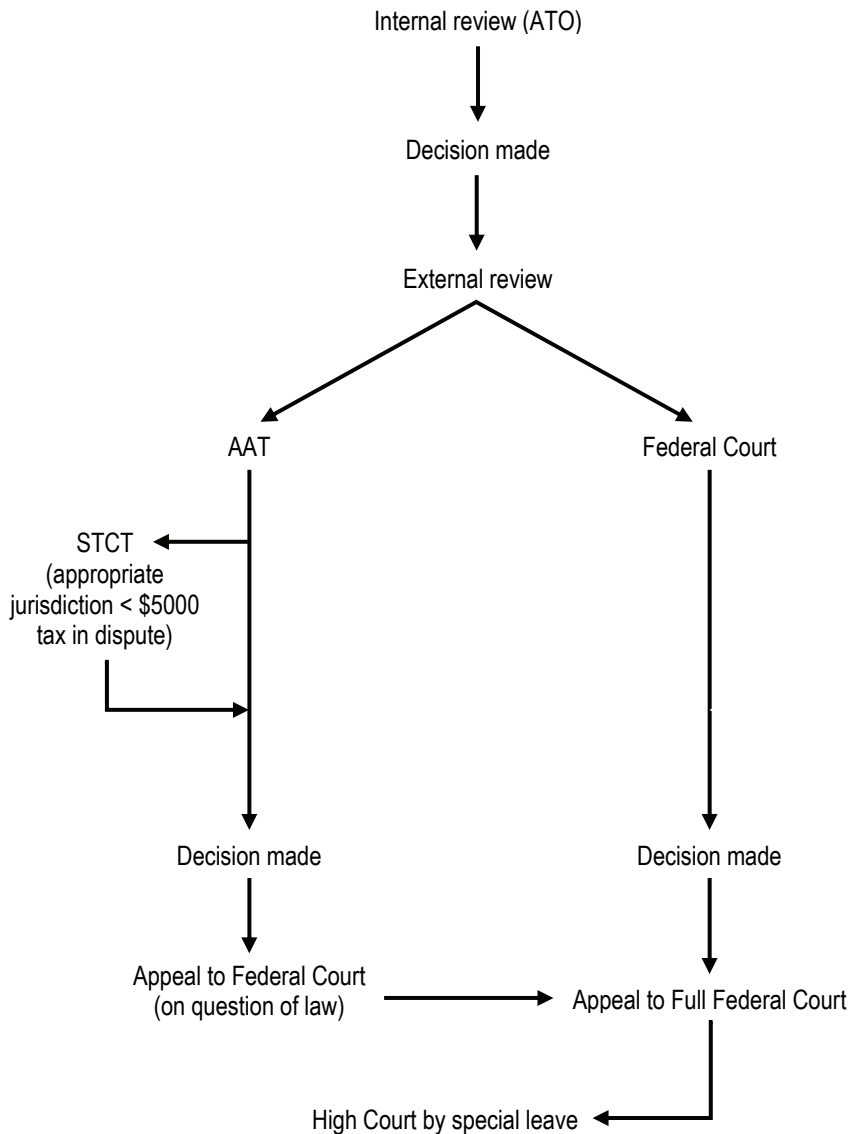 Internal review (ATO)
Decision made
External review
AAT
Federal Court
STCT
(appropriate
jurisdiction < $5000
tax in dispute)
Decision made
Decision made
Appeal to Federal Court
(on question of law)
Appeal to Full Federal Court
High Court by special leave